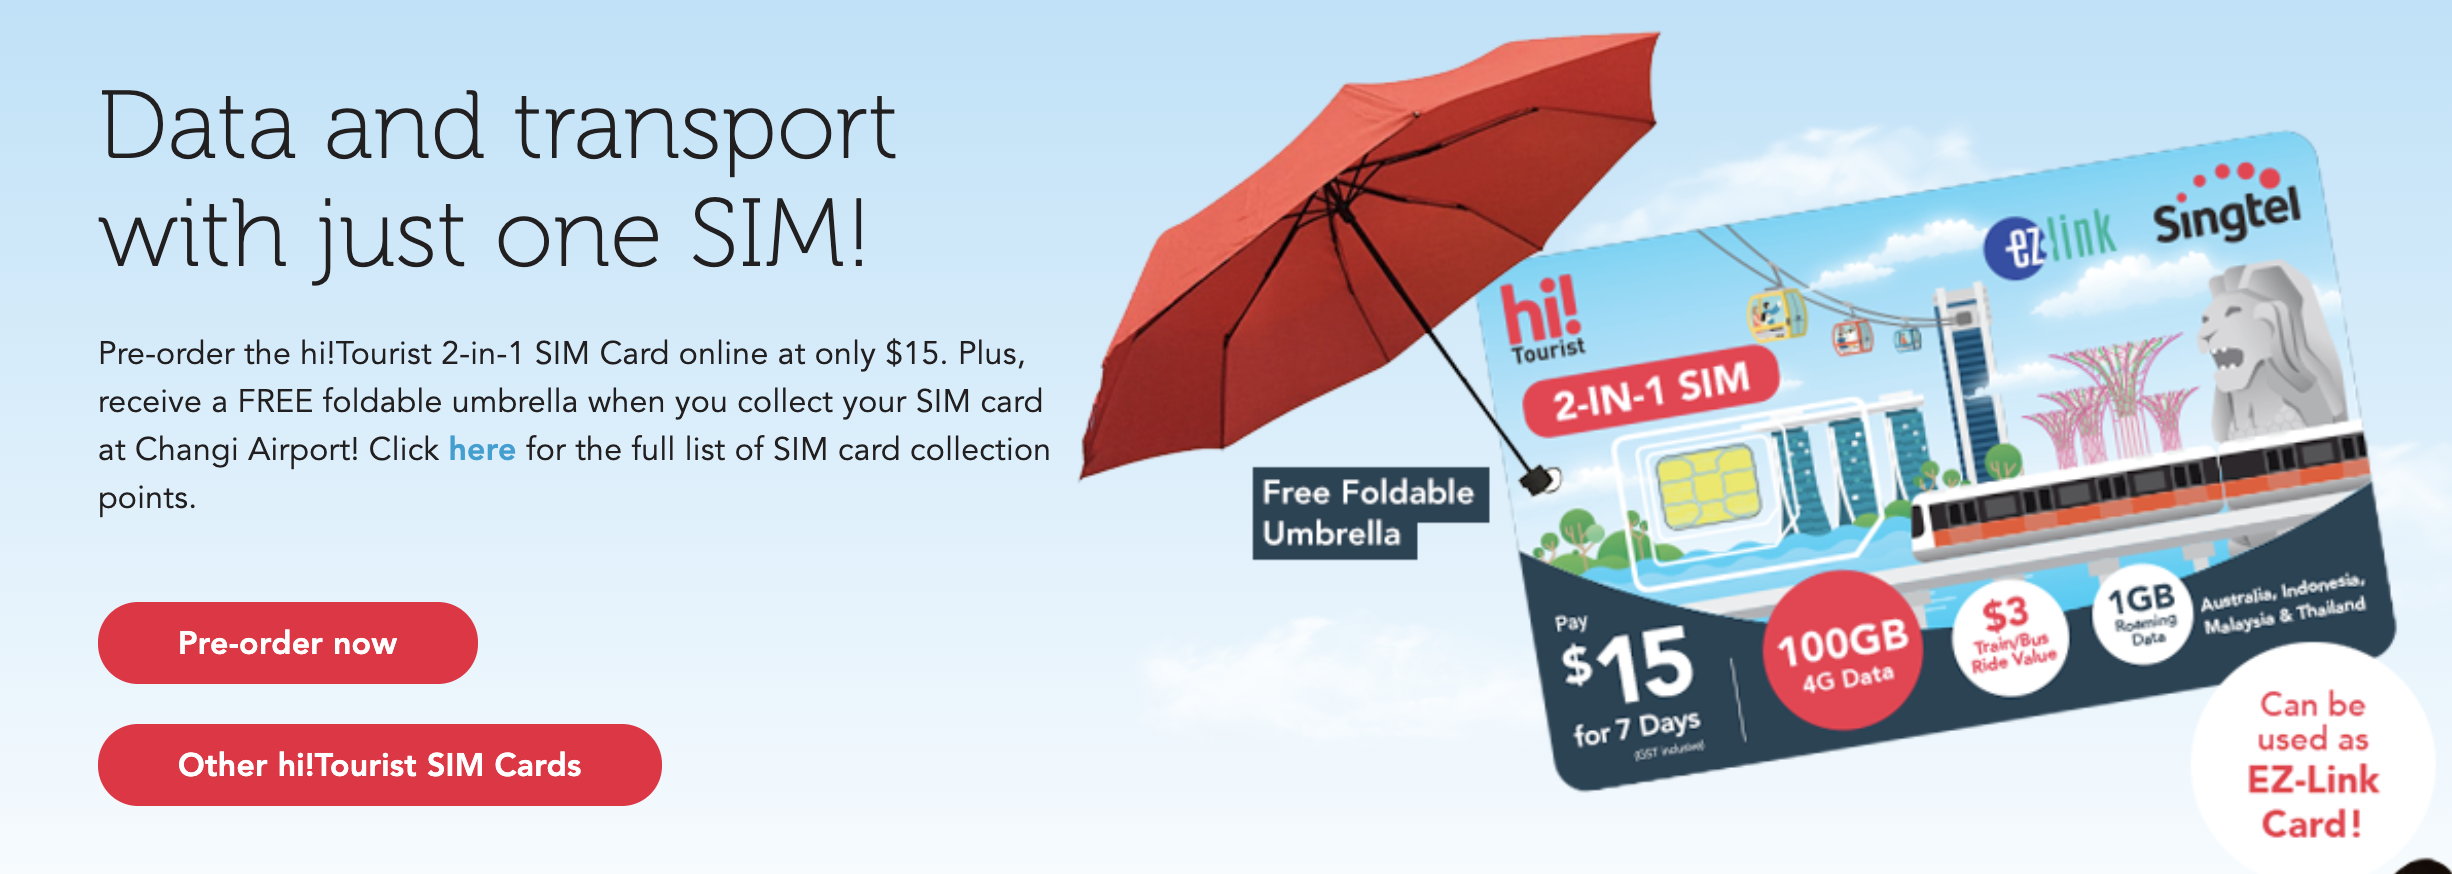 Data and transport
with just one SIM!
Pre-order the hi!Tourist 2-in-1 SIM Card online at only $15. Plus,
receive a FREE foldable umbrella when you collect your SIM card
at Changi Airport! Click here for the full list of SIM card collection
points.
Pre-order now
Other hi!Tourist SIM Cards
Free Foldable
Umbrella
hi!
Tourist
2-IN-1 SIM
ez link
Singtel
Pay
$15
for 7 Days
(GST inclusive)
100GB
4G Data
$3
Train/Bus
Ride Value
1GB
Roaming
Data
Australia, Indonesia,
Malaysia & Thailand
Can be
used as
EZ-Link
Card!